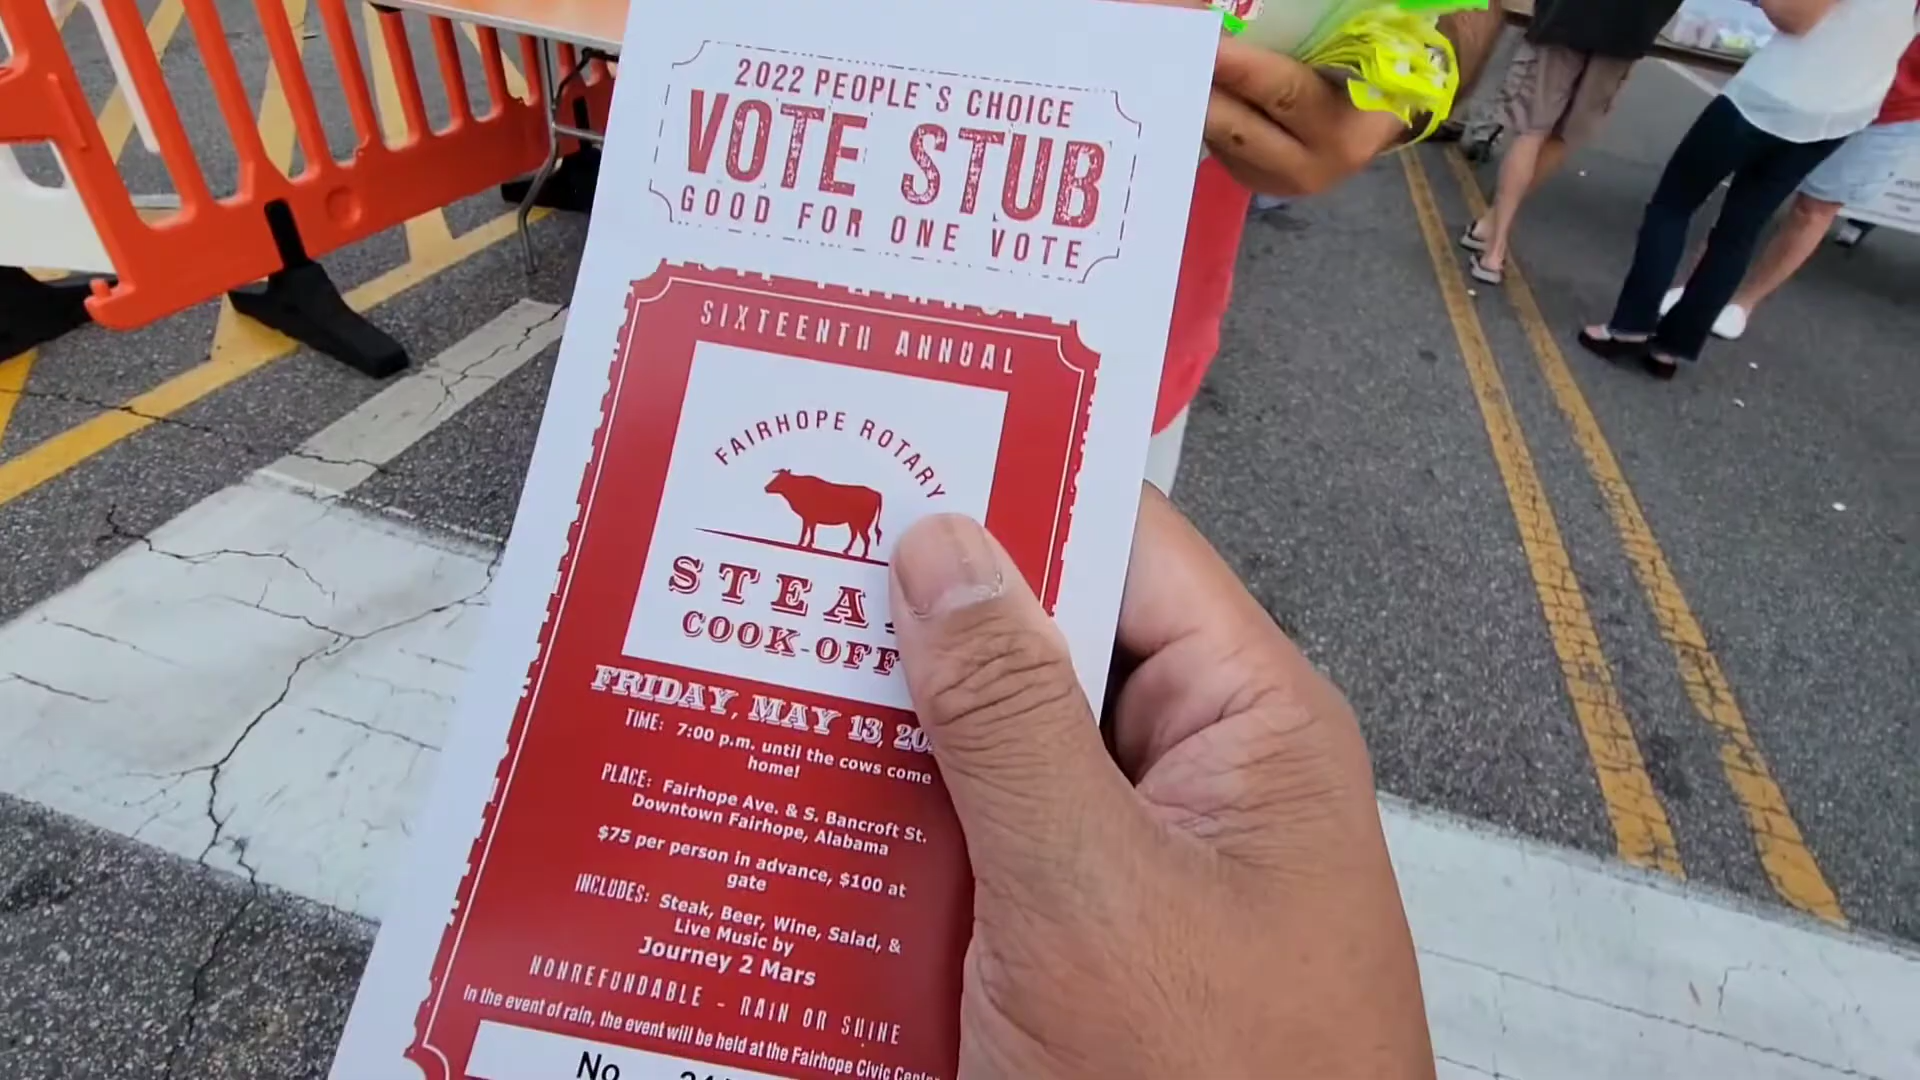 2022 PEOPLE'S CHOICE
VOTE STUB
GOOD FOR ONE VOTE
SIXTEENTH ANNUAL
FAIRHOPE ROTARY
COOK-OFF
FRIDAY, MAY 13,
TIME: 7:00 p.m. until the cows come
home!
PLACE: Fairhope Ave. & S. Bancroft St.
Downtown Fairhope, Alabama
$75 per person in advance, $100 at
gate
INCLUDES: Steak, Beer, Wine, Salad, &
Live Music by
Journey 2 Mars
NONREFUNDABLE - RAIN OR SHINE
In the event of rain, the event will be held at the Fairhope Civic Center
No